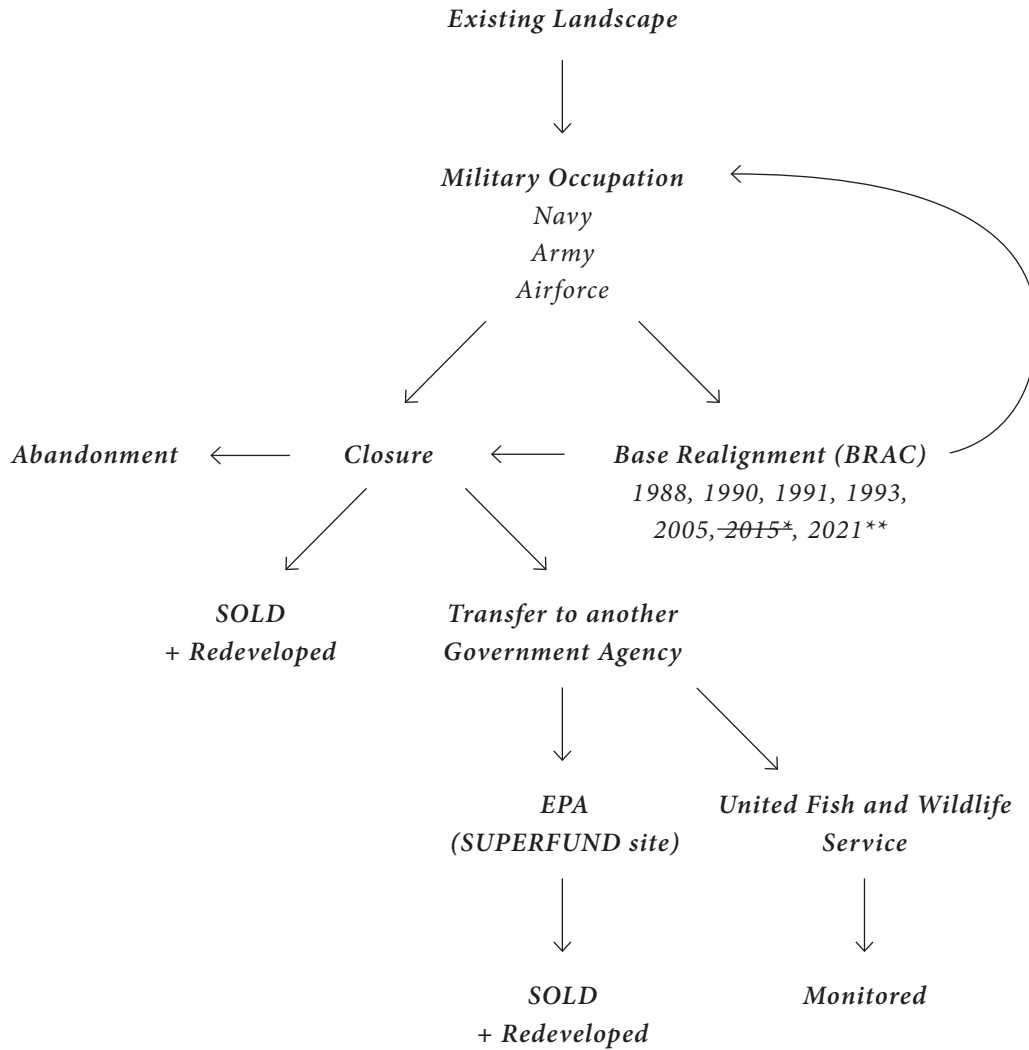 Existing Landscape
Military Occupation
Navy
Army
Airforce
Abandonment
Closure
Base Realignment (BRAC)
1988, 1990, 1991, 1993,
2005, 2015*, 2021**
SOLD
+ Redeveloped
Transfer to another
Government Agency
EPA
(SUPERFUND site)
United Fish and Wildlife
Service
SOLD
+ Redeveloped
Monitored